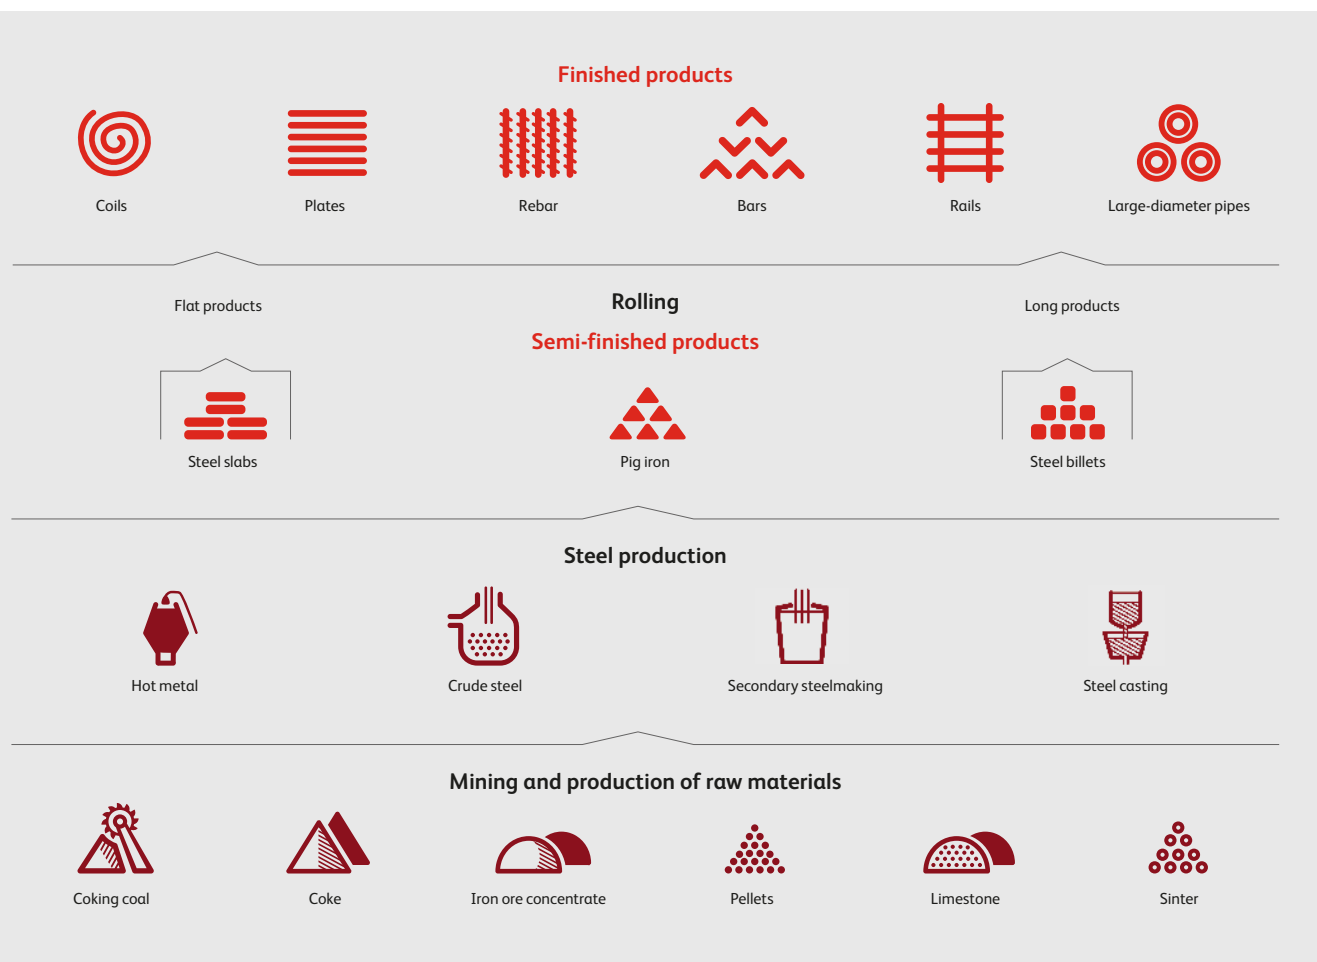 Finished products
Coils
Plates
Rebar
Bars
Rails
Large-diameter pipes
Flat products
Rolling
Long products
Semi-finished products
Steel slabs
Pig iron
Steel billets
Steel production
Hot metal
Crude steel
Secondary steelmaking
Steel casting
Mining and production of raw materials
Coking coal
Coke
Iron ore concentrate
Pellets
Limestone
Sinter